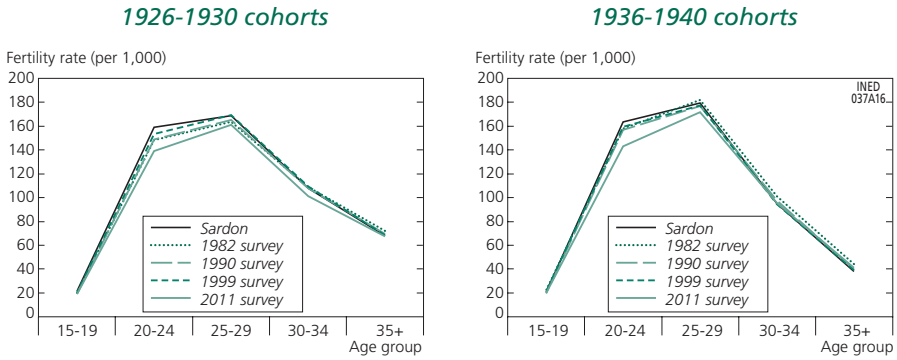 1926-1930 cohorts
Fertility rate (per 1,000)
200
180
160
140
120
100
80
60
40
20
0
Sardon
1982 survey
1990 survey
1999 survey
2011 survey
15-19 20-24 25-29 30-34 35+
Age group
1936-1940 cohorts
Fertility rate (per 1,000)
INED
037A16
200
180
160
140
120
100
80
60
40
20
0
Sardon
1982 survey
1990 survey
1999 survey
2011 survey
15-19 20-24 25-29 30-34 35+
Age group